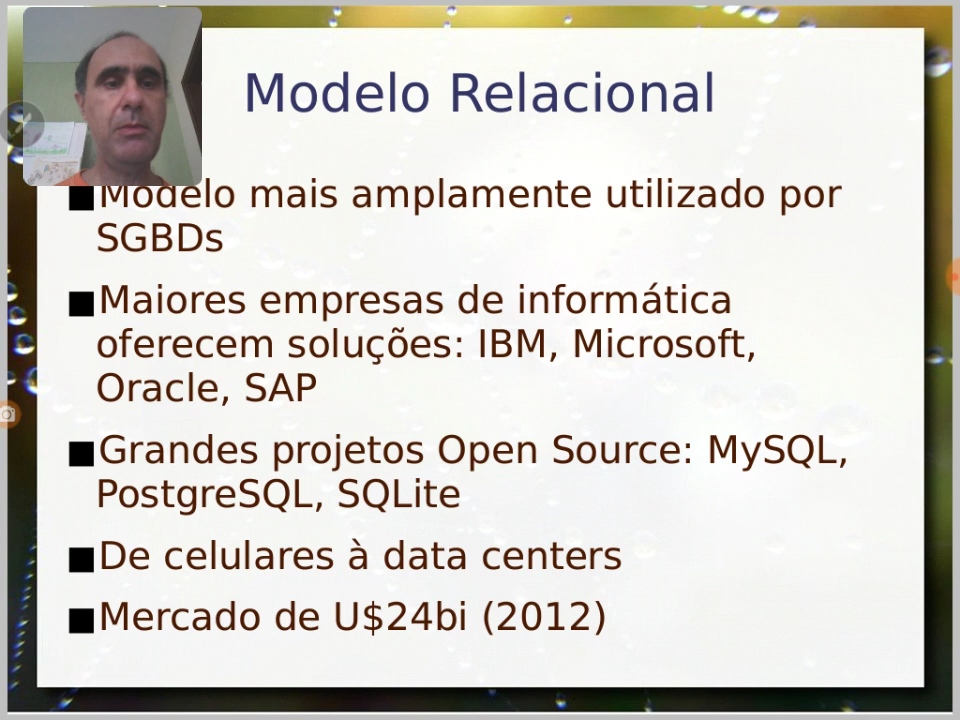 Modelo Relacional
Modelo mais amplamente utilizado por
SGBDs
Maiores empresas de informática
oferecem soluções: IBM, Microsoft,
Oracle, SAP
Grandes projetos Open Source: MySQL,
PostgreSQL, SQLite
De celulares à data centers
Mercado de U$24bi (2012)